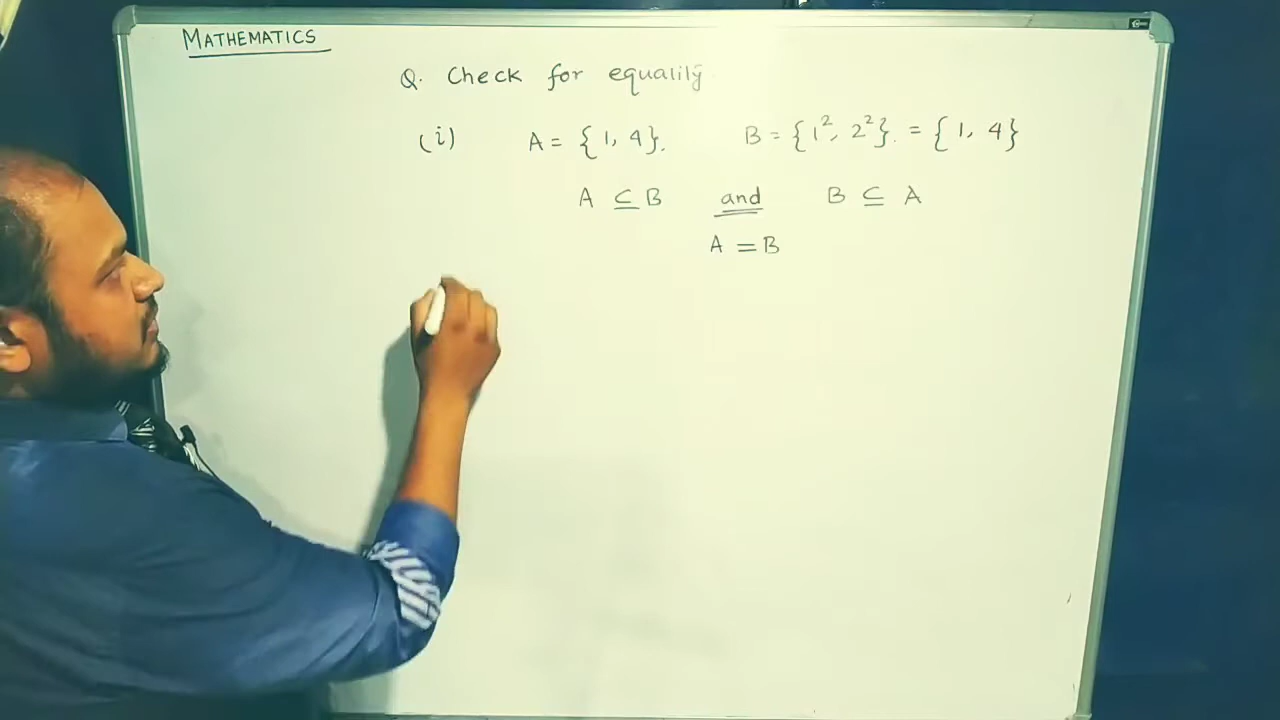 MATHEMATICS
Q. Check for equality
(i) A = {1, 4}. B = {1², 2²}. = {1, 4}
A ⊆ B and B ⊆ A
A = B